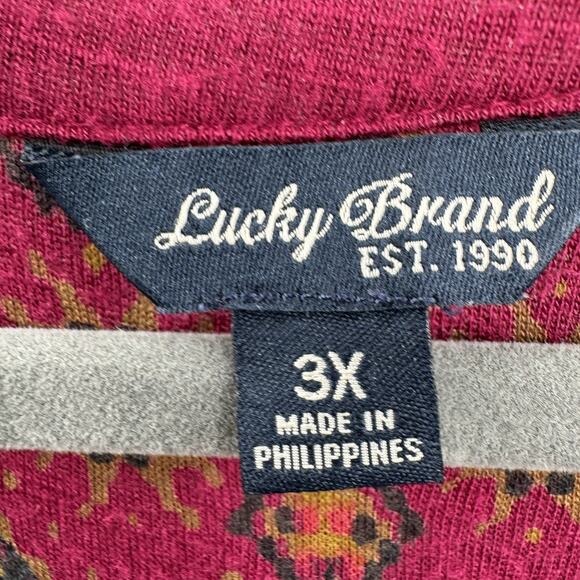 Lucky Brand
EST. 1990
3X
MADE IN
PHILIPPINES